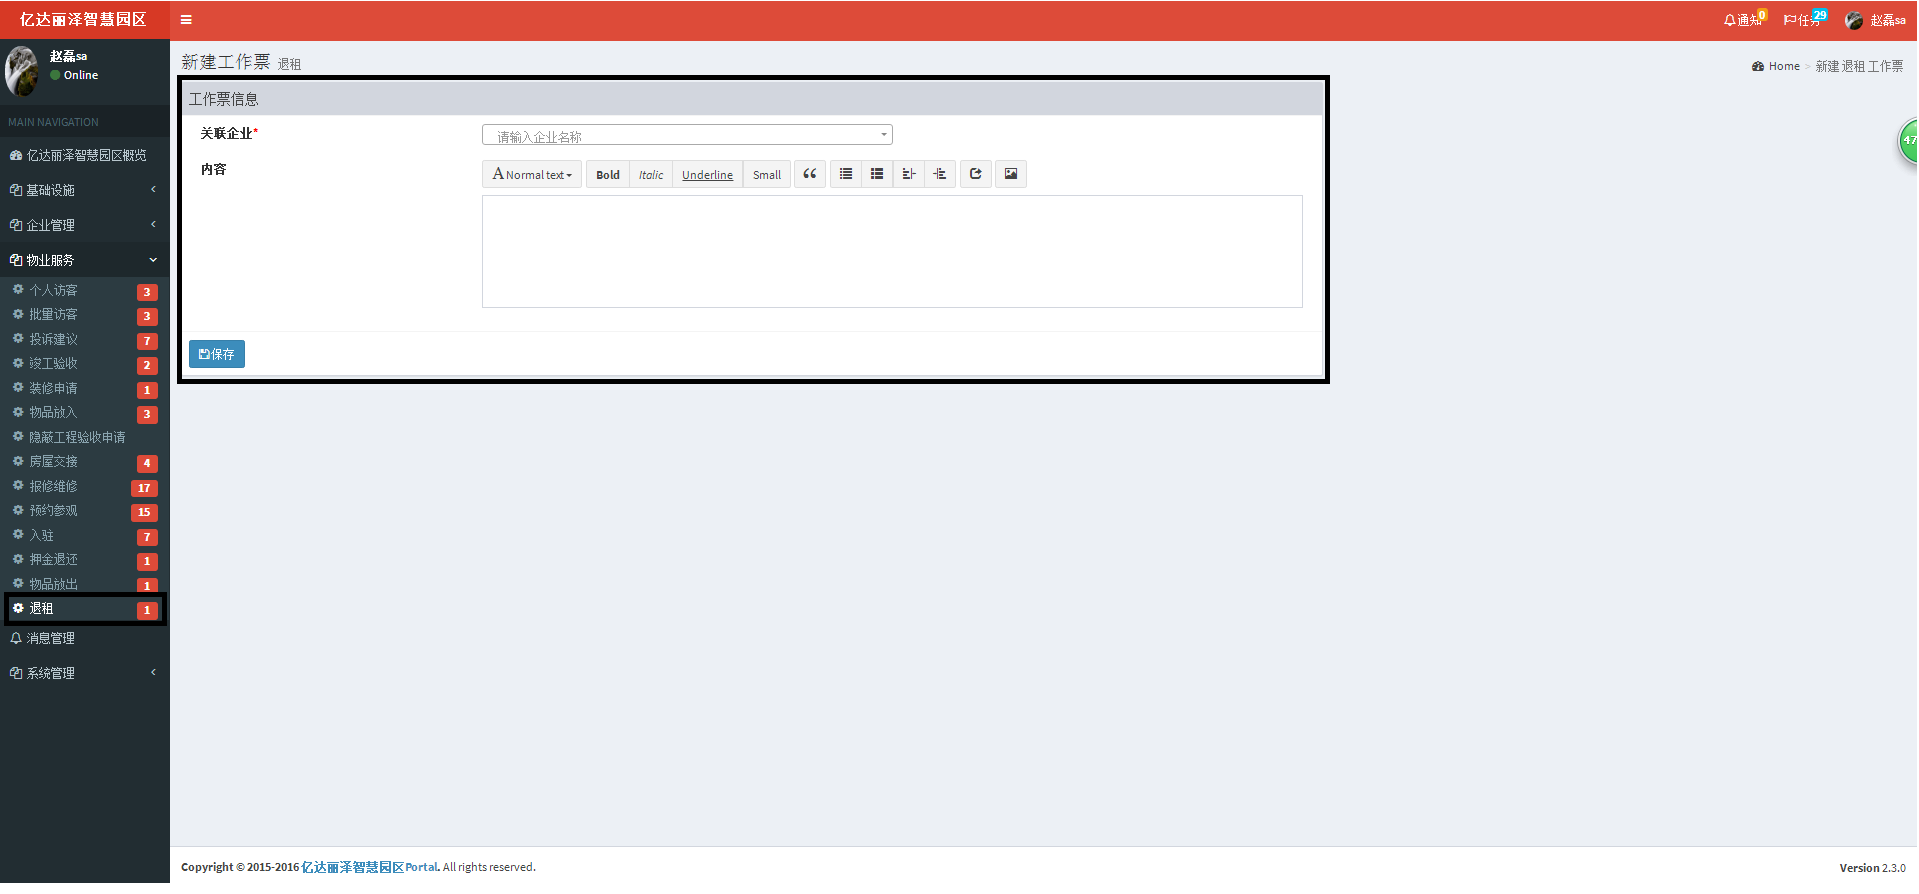 亿达丽泽智慧园区
通知 0
任务 29
赵磊sa
赵磊sa
Online
MAIN NAVIGATION
亿达丽泽智慧园区概览
基础设施
企业管理
物业服务
个人访客 3
批量访客 3
投诉建议 7
竣工验收 2
装修申请 1
物品放入 3
隐蔽工程验收申请
房屋交接 4
报修维修 17
预约参观 15
入驻 7
押金退还 1
物品放出 1
退租 1
消息管理
系统管理
新建工作票 退租
Home > 新建 退租 工作票
工作票信息
关联企业*
请输入企业名称
内容
A Normal text Bold Italic Underline Small
保存
47
Copyright © 2015-2016 亿达丽泽智慧园区Portal. All rights reserved.
Version 2.3.0